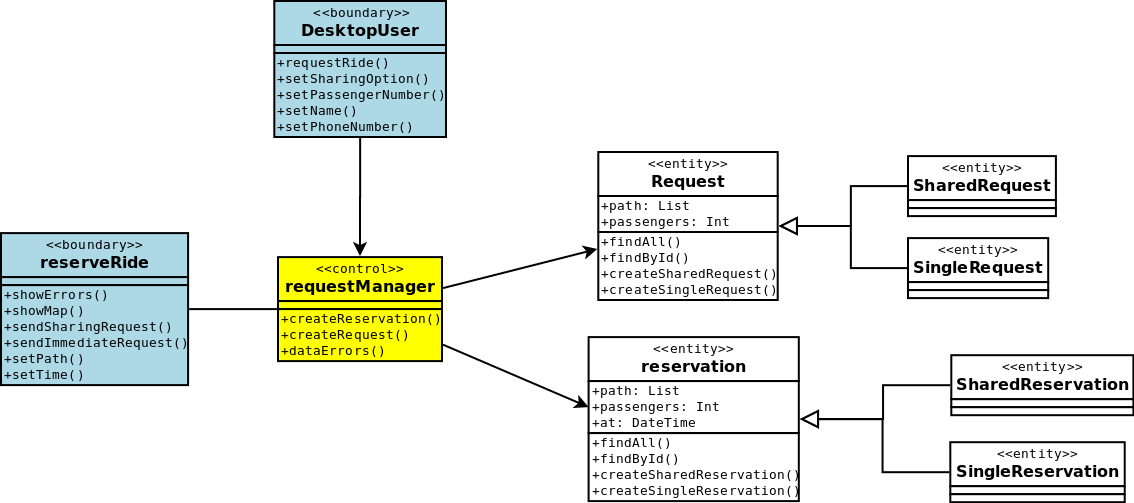 <<boundary>>
DesktopUser
+requestRide()
+setSharingOption()
+setPassengerNumber()
+setName()
+setPhoneNumber()
<<boundary>>
reserveRide
+showErrors()
+showMap()
+sendSharingRequest()
+sendImmediateRequest()
+setPath()
+setTime()
<<control>>
requestManager
+createReservation()
+createRequest()
+dataErrors()
<<entity>>
Request
+path: List
+passengers: Int
+findAll()
+findById()
+createSharedRequest()
+createSingleRequest()
<<entity>>
SharedRequest
<<entity>>
SingleRequest
<<entity>>
reservation
+path: List
+passengers: Int
+at: DateTime
+findAll()
+findById()
+createSharedReservation()
+createSingleReservation()
<<entity>>
SharedReservation
<<entity>>
SingleReservation